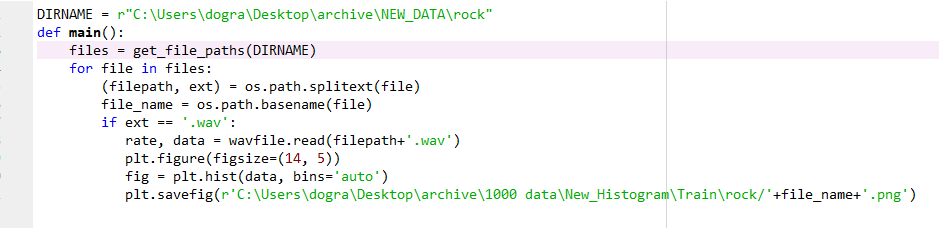 DIRNAME = r"C:\Users\dogra\Desktop\archive\NEW_DATA\rock"
def main():
    files = get_file_paths(DIRNAME)
    for file in files:
        (filepath, ext) = os.path.splitext(file)
        file_name = os.path.basename(file)
        if ext == '.wav':
           rate, data = wavfile.read(filepath+'.wav')
           plt.figure(figsize=(14, 5))
           fig = plt.hist(data, bins='auto')
           plt.savefig(r'C:\Users\dogra\Desktop\archive\1000 data\New_Histogram\Train\rock/'+file_name+'.png')